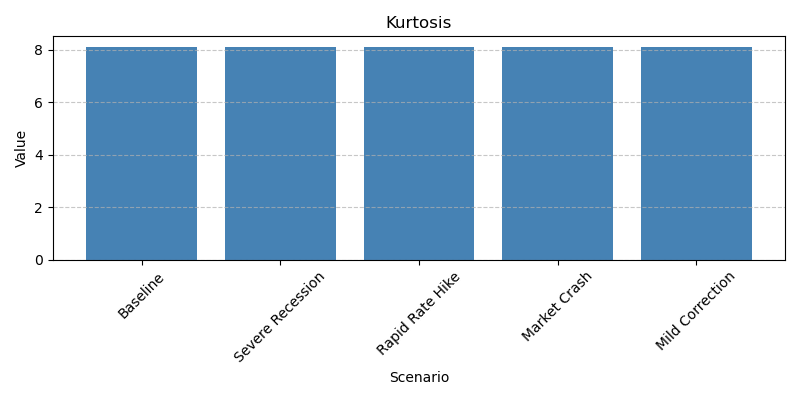 Kurtosis
Value
8
6
4
2
0
Baseline
Severe Recession
Rapid Rate Hike
Market Crash
Mild Correction
Scenario